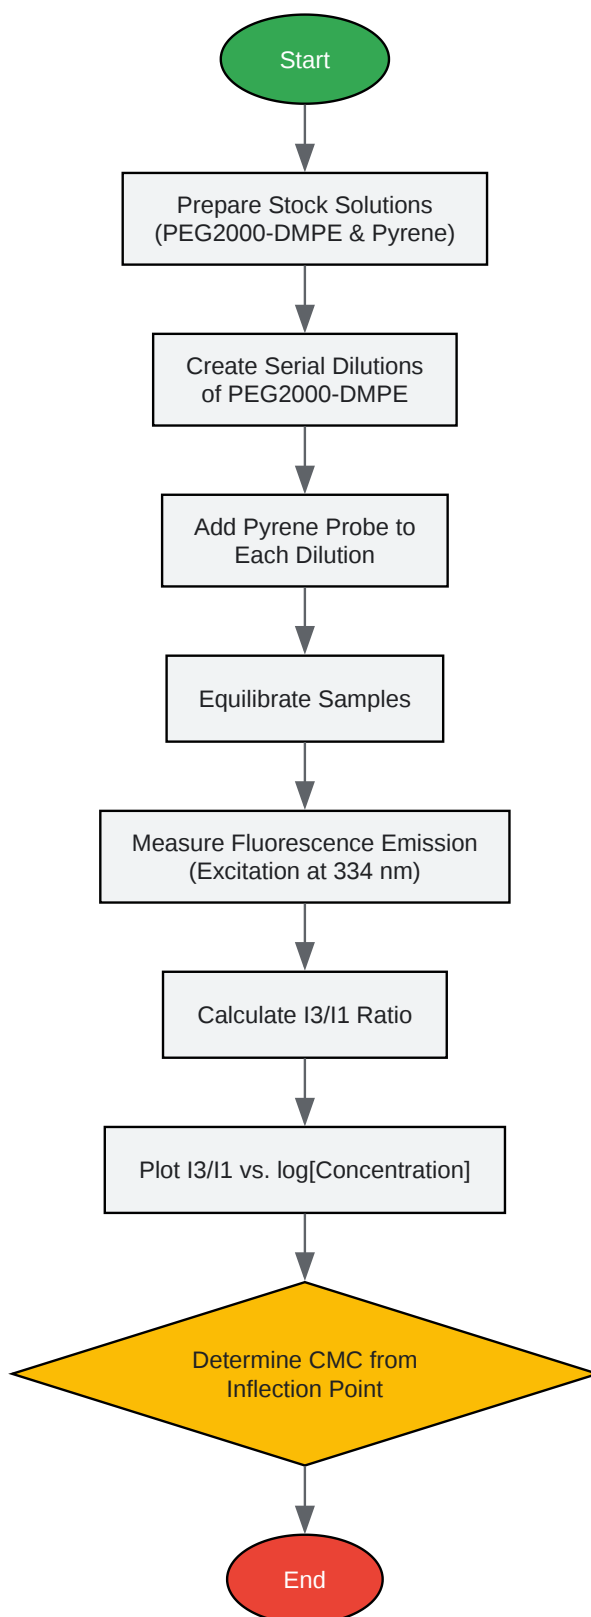 Start
Prepare Stock Solutions
(PEG2000-DMPE & Pyrene)
Create Serial Dilutions
of PEG2000-DMPE
Add Pyrene Probe to
Each Dilution
Equilibrate Samples
Measure Fluorescence Emission
(Excitation at 334 nm)
Calculate I3/I1 Ratio
Plot I3/I1 vs. log[Concentration]
Determine CMC from
Inflection Point
End